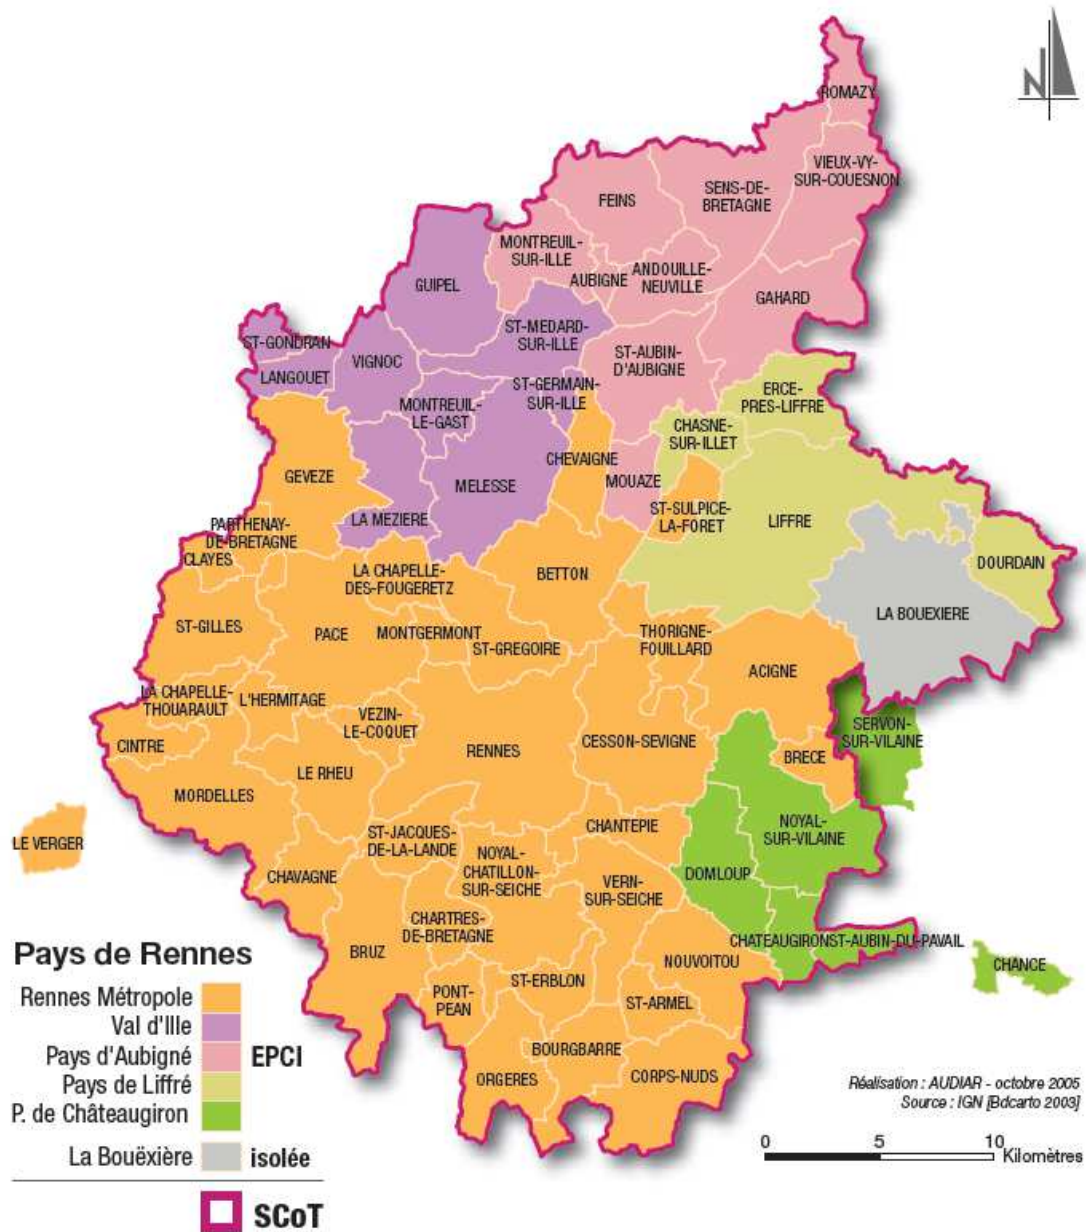 N
ROMAZY
VIEUX-VY-
SUR-COUESNON
SENS-DE-
BRETAGNE
FEINS
MONTREUIL-
SUR-ILLE
AUBIGNE
ANDOUILLE-
NEUVILLE
GUIPEL
GAHARD
ST-MEDARD-
SUR-ILLE
ST-GONDRAN
VIGNOC
LANGOUET
ST-AUBIN-
D'AUBIGNE
ST-GERMAIN-
SUR-ILLE
ERCE-
PRES-LIFFRE
MONTREUIL-
LE-GAST
CHASNE-
SUR-ILLET
CHEVAIGNE
GEVEZE
MELESSE
MOUAZE
ST-SULPICE-
LA-FORET
LIFFRE
LA MEZIERE
PARTHENAY-
DE-BRETAGNE
CLAYES
DOURDAIN
LA CHAPELLE-
DES-FOUGERETZ
BETTON
LA BOUEXIERE
ST-GILLES
PACE
MONTGERMONT
ST-GREGOIRE
THORIGNE-
FOUILLARD
ACIGNE
LA CHAPELLE-
THOUARAULT
L'HERMITAGE
VEZIN-
LE-COQUET
SERVON-
SUR-VILAINE
CINTRE
RENNES
CESSON-SEVIGNE
BRECE
LE RHEU
MORDELLES
LE VERGER
ST-JACQUES-
DE-LA-LANDE
CHANTEPIE
NOYAL-
SUR-VILAINE
NOYAL-
CHATILLON-
SUR-SEICHE
CHAVAGNE
VERN-
SUR-SEICHE
DOMLOUP
CHARTRES-
DE-BRETAGNE
BRUZ
CHATEAUGIRON
ST-AUBIN-DU-PAVAIL
NOUVOITOU
CHANCE
ST-ERBLON
PONT-
PEAN
ST-ARMEL
BOURGBARRE
ORGERES
CORPS-NUDS
Pays de Rennes
Rennes Métropole
Val d'Ille
Pays d'Aubigné
EPCI
Pays de Liffré
P. de Châteaugiron
La Bouëxière
isolée
SCoT
Réalisation : AUDIAR - octobre 2005
Source : IGN [Bdcarto 2003]
0 5 10
Kilomètres